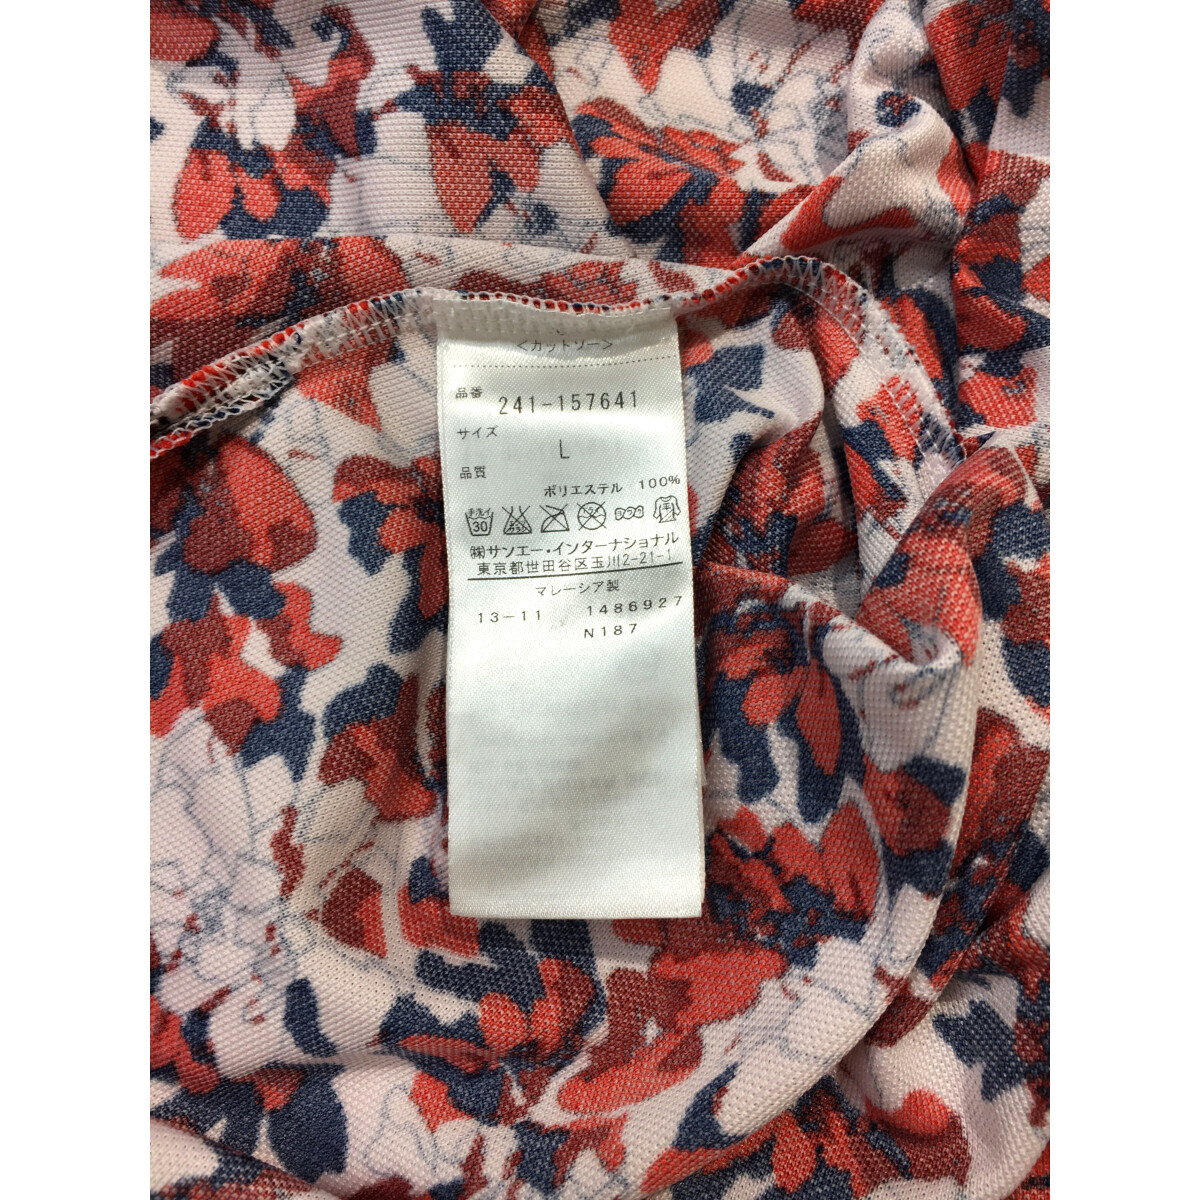 <カットソー>
品番
241-157641
サイズ
L
品質
ポリエステル 100%
30
㈱サンエー・インターナショナル
東京都世田谷区玉川2-21-1
マレーシア製
13-11 1486927
N187